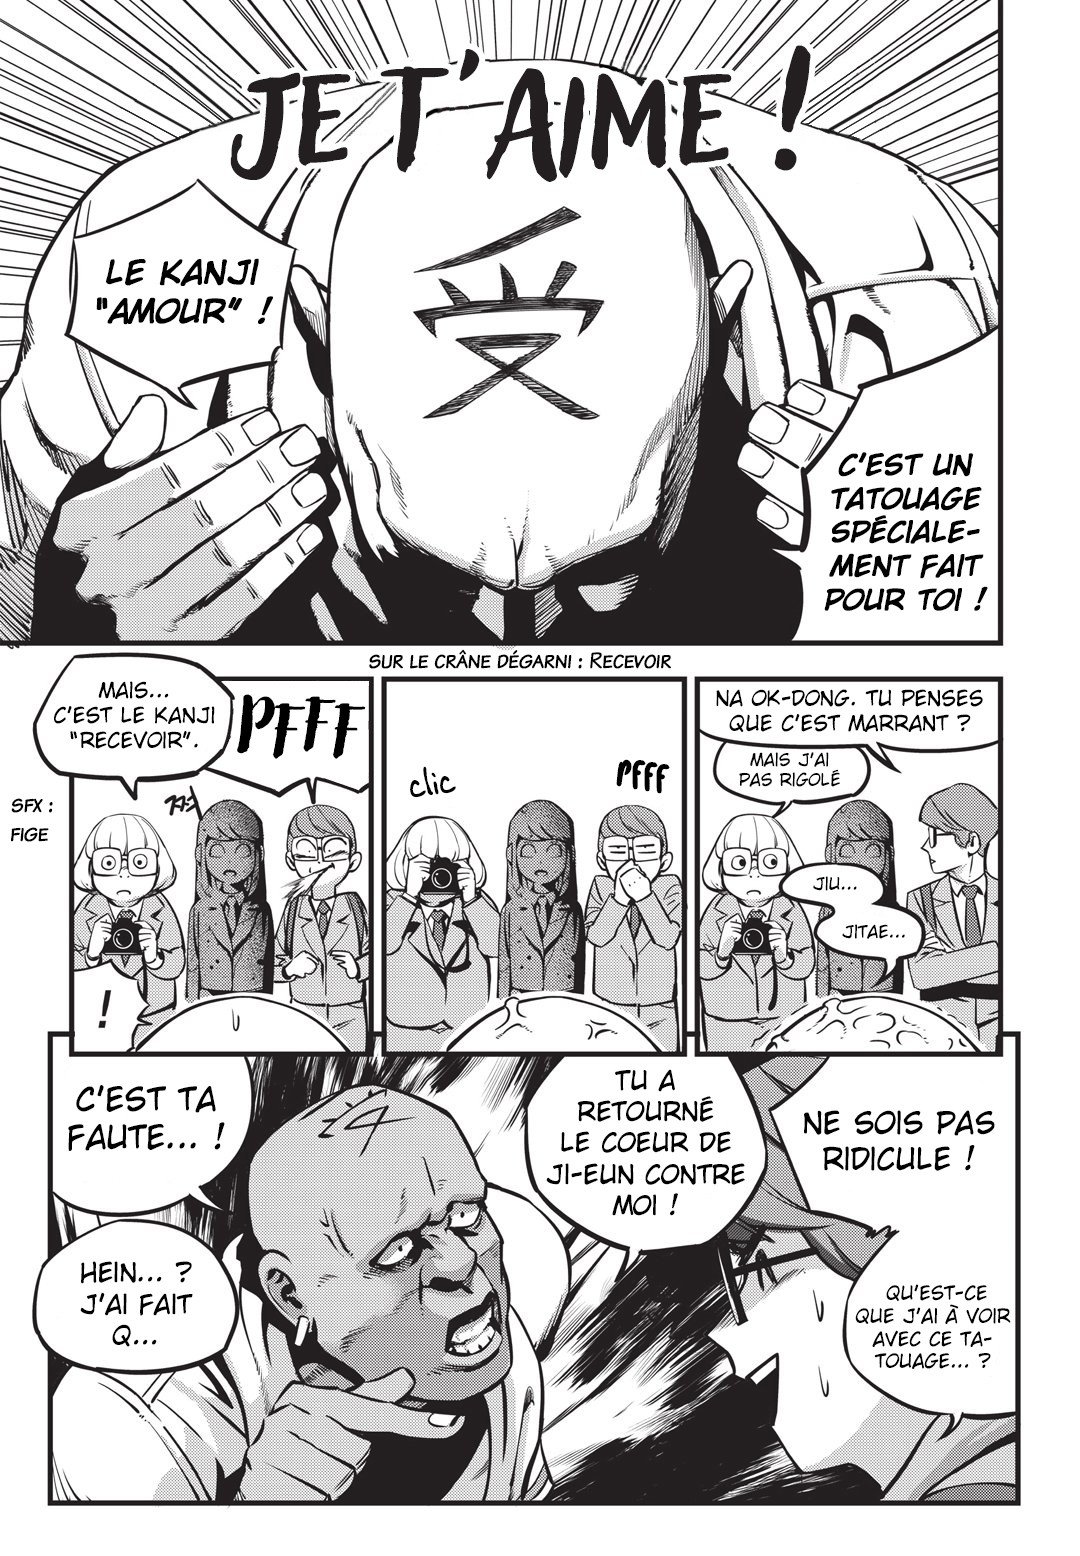 JE T'AIME !
LE KANJI
"AMOUR" !
受
C'EST UN
TATOUAGE
SPÉCIALE-
MENT FAIT
POUR TOI !
SUR LE CRÂNE DÉGARNI : RECEVOIR
MAIS...
C'EST LE KANJI
"RECEVOIR".
PFFF
SFX :
FIGE
!
clic
PFFF
NA OK-DONG. TU PENSES
QUE C'EST MARRANT ?
MAIS J'AI
PAS RIGOLÉ
JIU...
JITAE...
C'EST TA
FAUTE... !
HEIN... ?
J'AI FAIT
Q...
TU A
RETOURNÉ
LE COEUR DE
JI-EUN CONTRE
MOI !
NE SOIS PAS
RIDICULE !
QU'EST-CE
QUE J'AI À VOIR
AVEC CE TA-
TOUAGE... ?